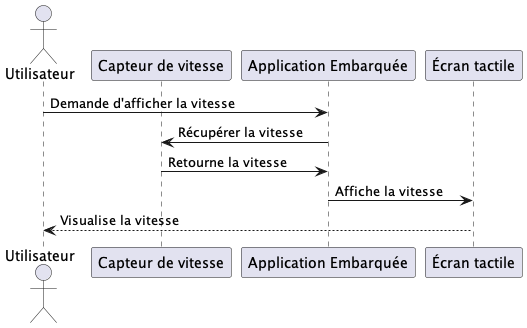 Utilisateur
Capteur de vitesse
Application Embarquée
Écran tactile
Demande d'afficher la vitesse
Récupérer la vitesse
Retourne la vitesse
Affiche la vitesse
Visualise la vitesse
Utilisateur
Capteur de vitesse
Application Embarquée
Écran tactile